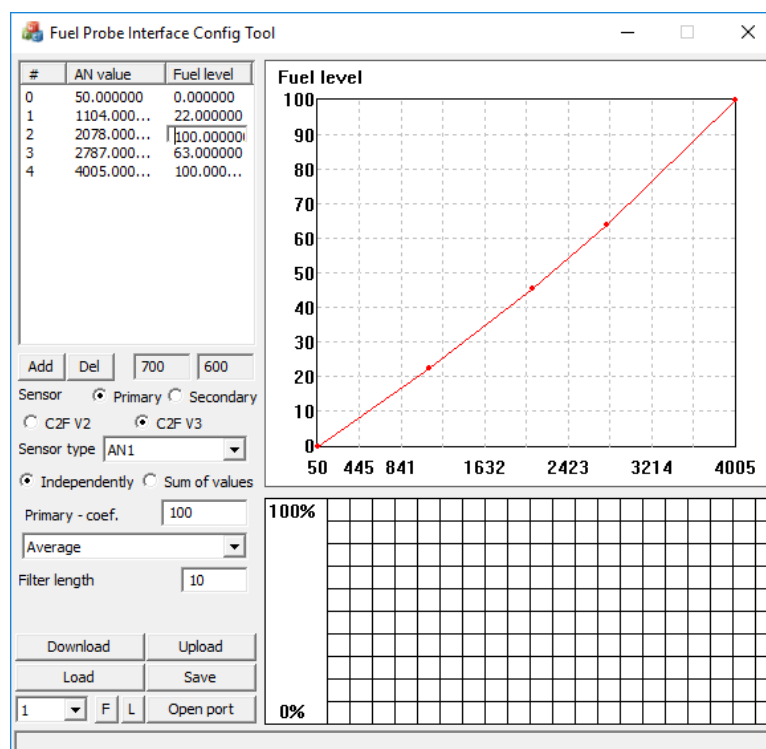 Fuel Probe Interface Config Tool
# AN value Fuel level
0 50.000000 0.000000
1 1104.000... 22.000000
2 2078.000... 100.000000
3 2787.000... 63.000000
4 4005.000... 100.000...
Add Del 700 600
Sensor Primary Secondary
C2F V2 C2F V3
Sensor type AN1
Independently Sum of values
Primary - coef. 100
Average
Filter length 10
Download Upload
Load Save
1 F L Open port
Fuel level
100
90
80
70
60
50
40
30
20
10
0
50 445 841 1632 2423 3214 4005
100%
0%